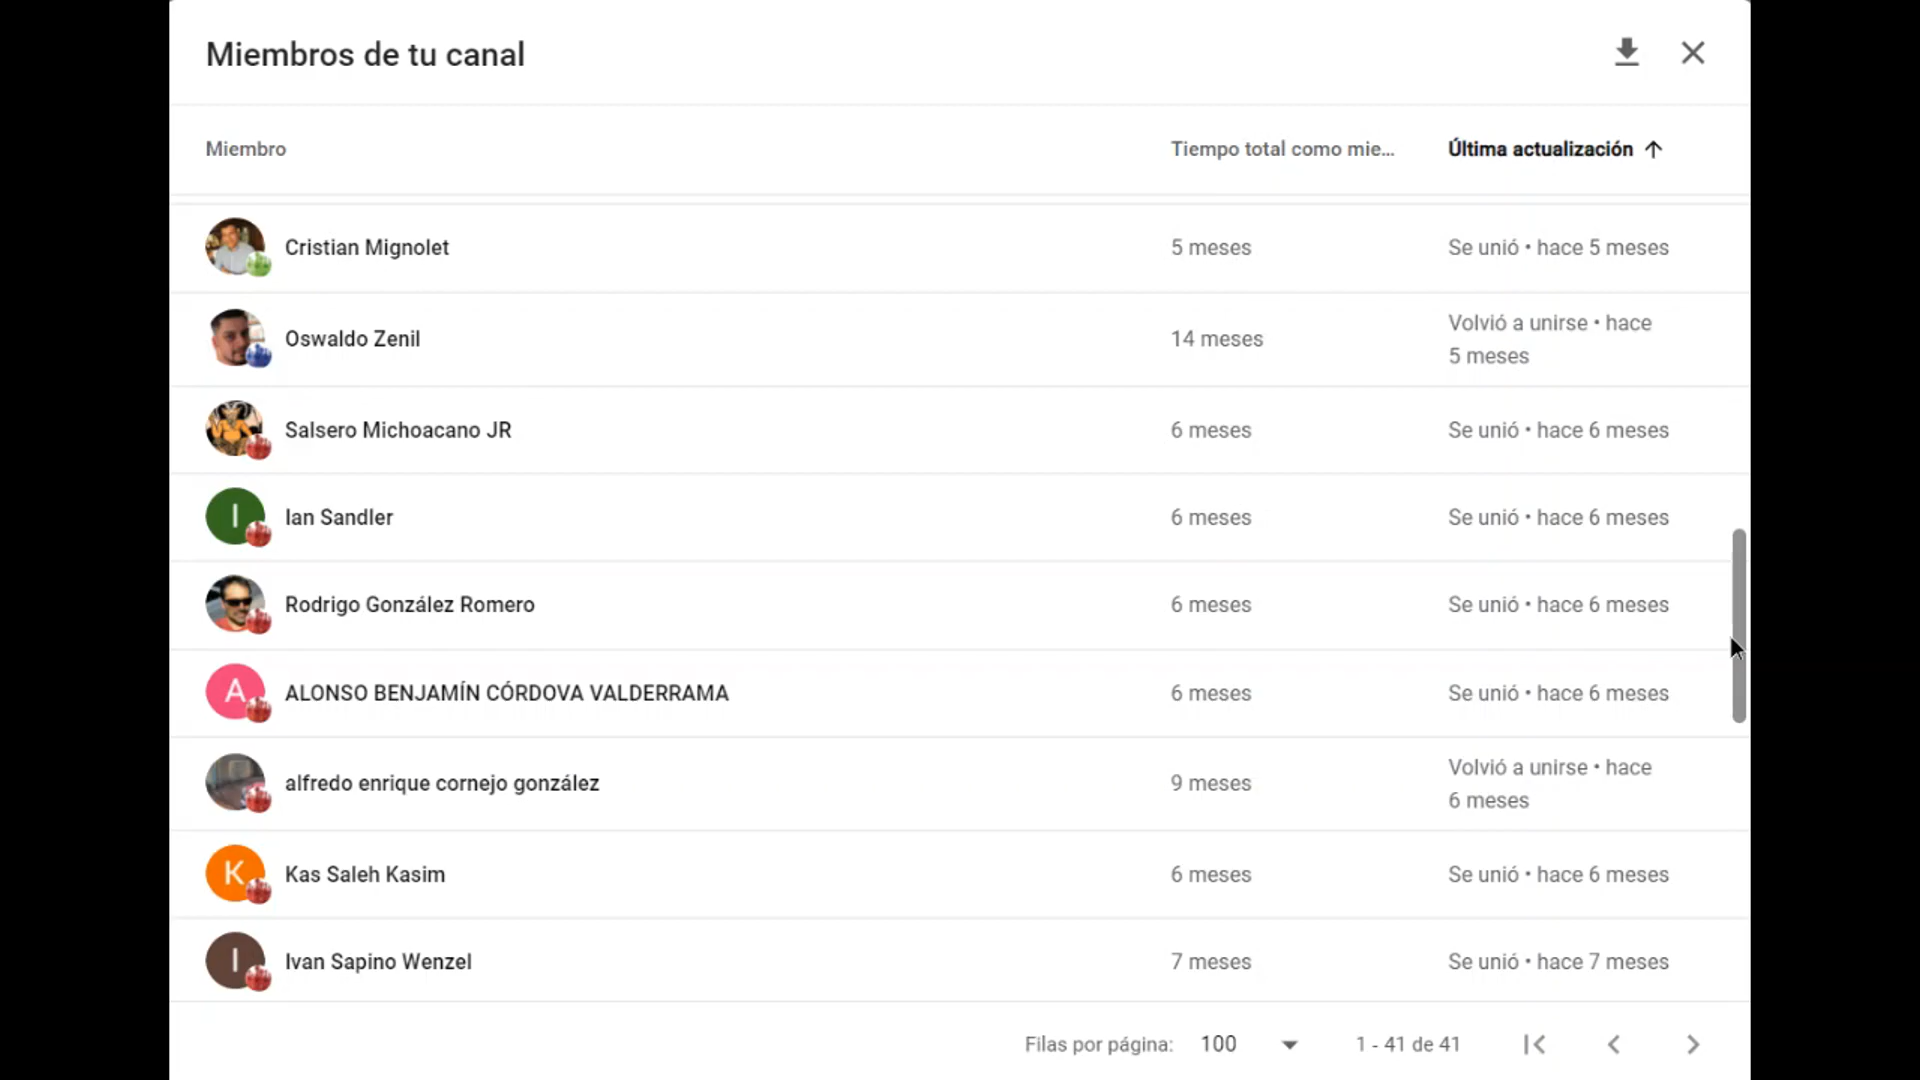 Miembros de tu canal
Miembro Tiempo total como mie... Última actualización
Cristian Mignolet 5 meses Se unió • hace 5 meses
Oswaldo Zenil 14 meses Volvió a unirse • hace
5 meses
Salsero Michoacano JR 6 meses Se unió • hace 6 meses
I Ian Sandler 6 meses Se unió • hace 6 meses
Rodrigo González Romero 6 meses Se unió • hace 6 meses
A ALONSO BENJAMÍN CÓRDOVA VALDERRAMA 6 meses Se unió • hace 6 meses
alfredo enrique cornejo gonzález 9 meses Volvió a unirse • hace
6 meses
K Kas Saleh Kasim 6 meses Se unió • hace 6 meses
I Ivan Sapino Wenzel 7 meses Se unió • hace 7 meses
Filas por página: 100 1 - 41 de 41